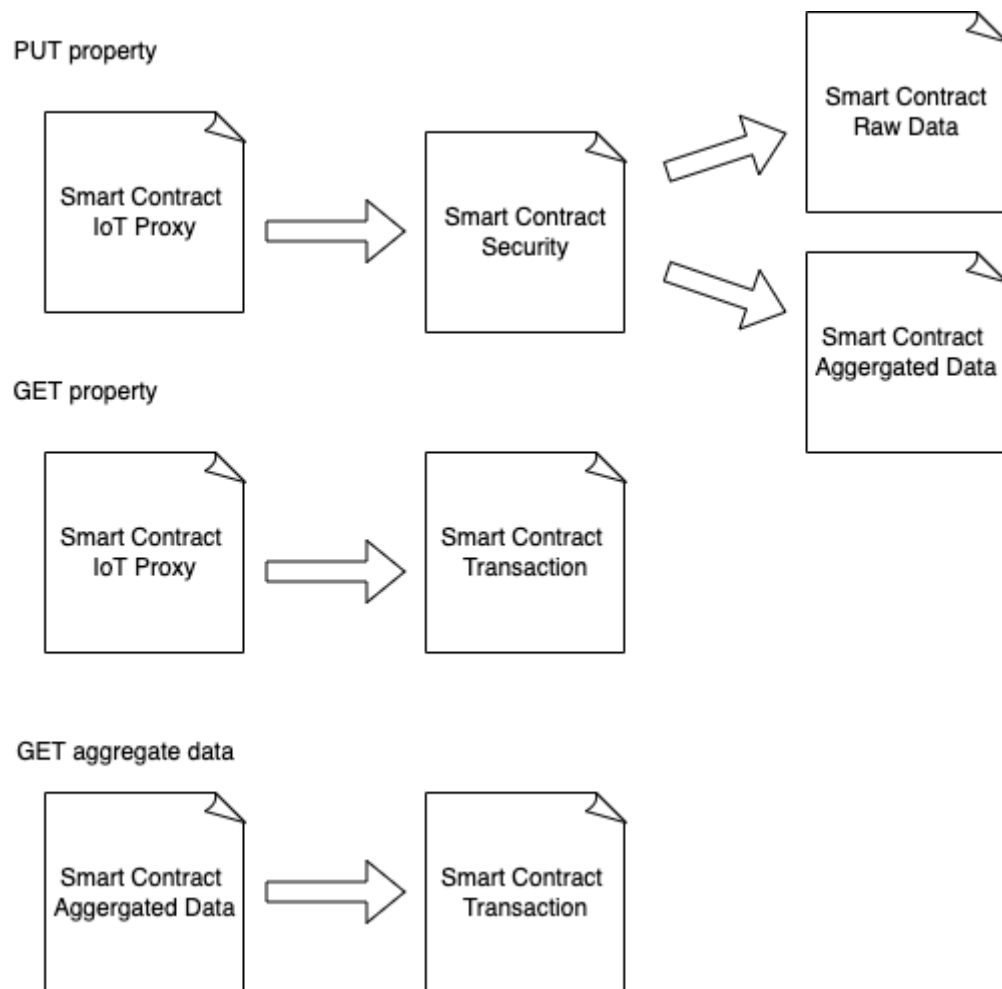 PUT property
Smart Contract
IoT Proxy
Smart Contract
Security
Smart Contract
Raw Data
Smart Contract
Aggergated Data
GET property
Smart Contract
IoT Proxy
Smart Contract
Transaction
GET aggregate data
Smart Contract
Aggergated Data
Smart Contract
Transaction